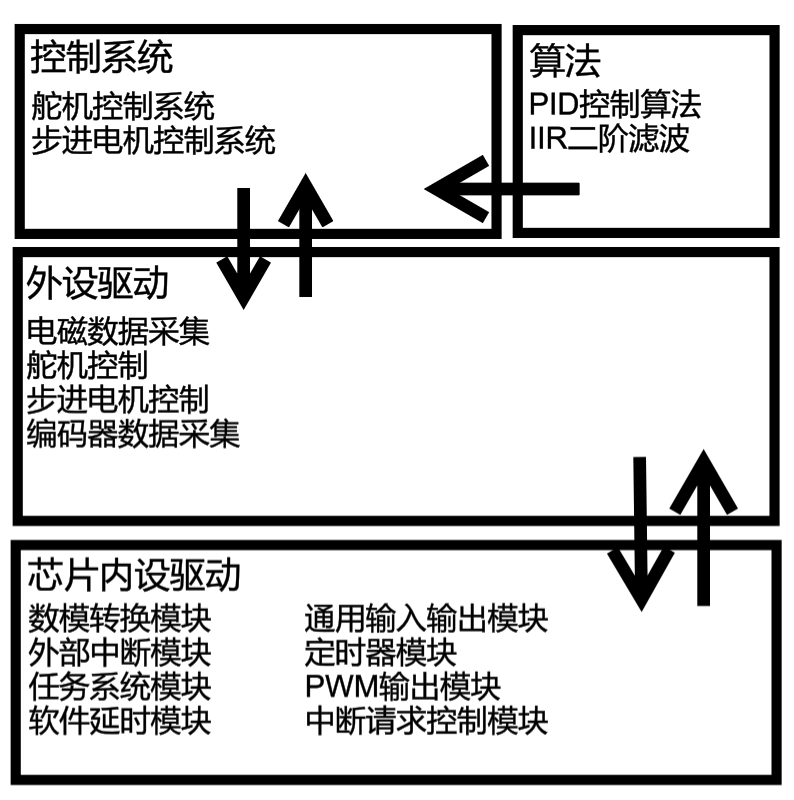 控制系统
舵机控制系统
步进电机控制系统
算法
PID控制算法
IIR二阶滤波
外设驱动
电磁数据采集
舵机控制
步进电机控制
编码器数据采集
芯片内设驱动
数模转换模块
外部中断模块
任务系统模块
软件延时模块
通用输入输出模块
定时器模块
PWM输出模块
中断请求控制模块